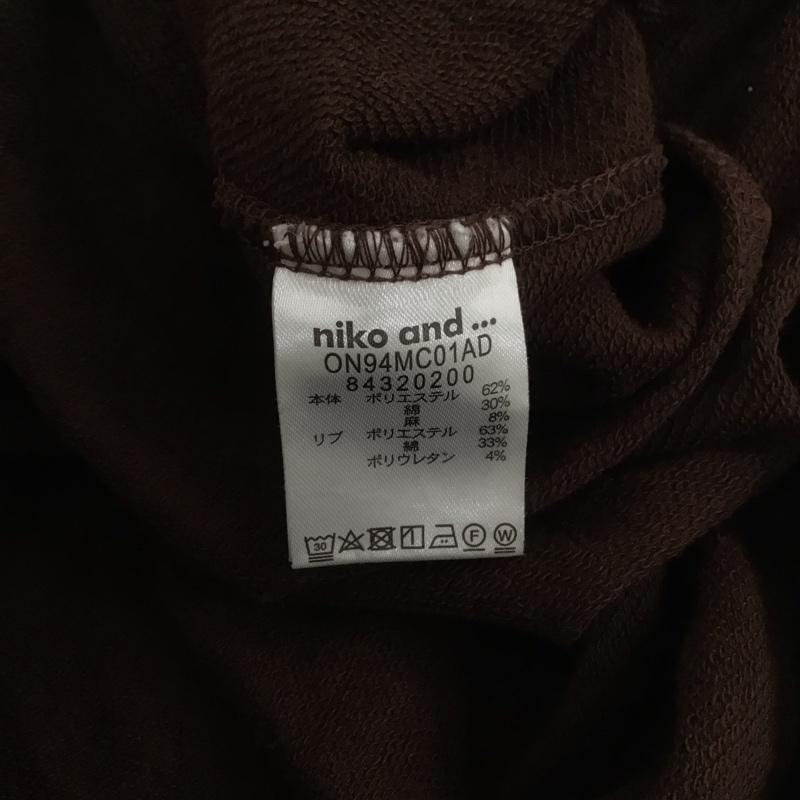 niko and ...
ON94MC01AD
84320200
本体 ポリエステル 62%
綿 30%
麻 8%
リブ ポリエステル 63%
綿 33%
ポリウレタン 4%
30 F W